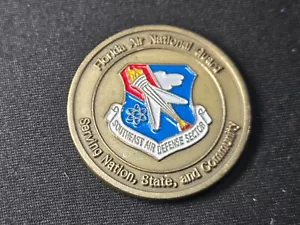 Florida Air National Guard
SOUTHEAST AIR DEFENSE SECTOR
Serving Nation, State, and Community